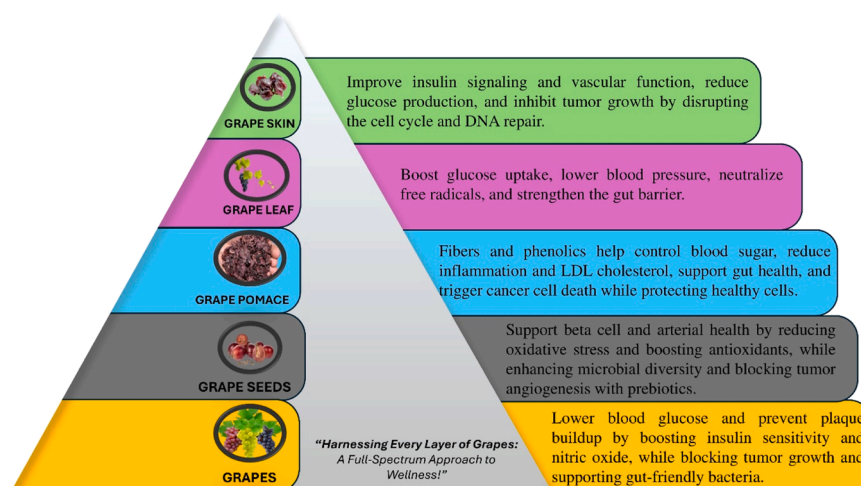 GRAPE SKIN
Improve insulin signaling and vascular function, reduce
glucose production, and inhibit tumor growth by disrupting
the cell cycle and DNA repair.
GRAPE LEAF
Boost glucose uptake, lower blood pressure, neutralize
free radicals, and strengthen the gut barrier.
GRAPE POMACE
Fibers and phenolics help control blood sugar, reduce
inflammation and LDL cholesterol, support gut health, and
trigger cancer cell death while protecting healthy cells.
GRAPE SEEDS
Support beta cell and arterial health by reducing
oxidative stress and boosting antioxidants, while
enhancing microbial diversity and blocking tumor
angiogenesis with prebiotics.
GRAPES
“Harnessing Every Layer of Grapes:
A Full-Spectrum Approach to
Wellness!”
Lower blood glucose and prevent plaque
buildup by boosting insulin sensitivity and
nitric oxide, while blocking tumor growth and
supporting gut-friendly bacteria.